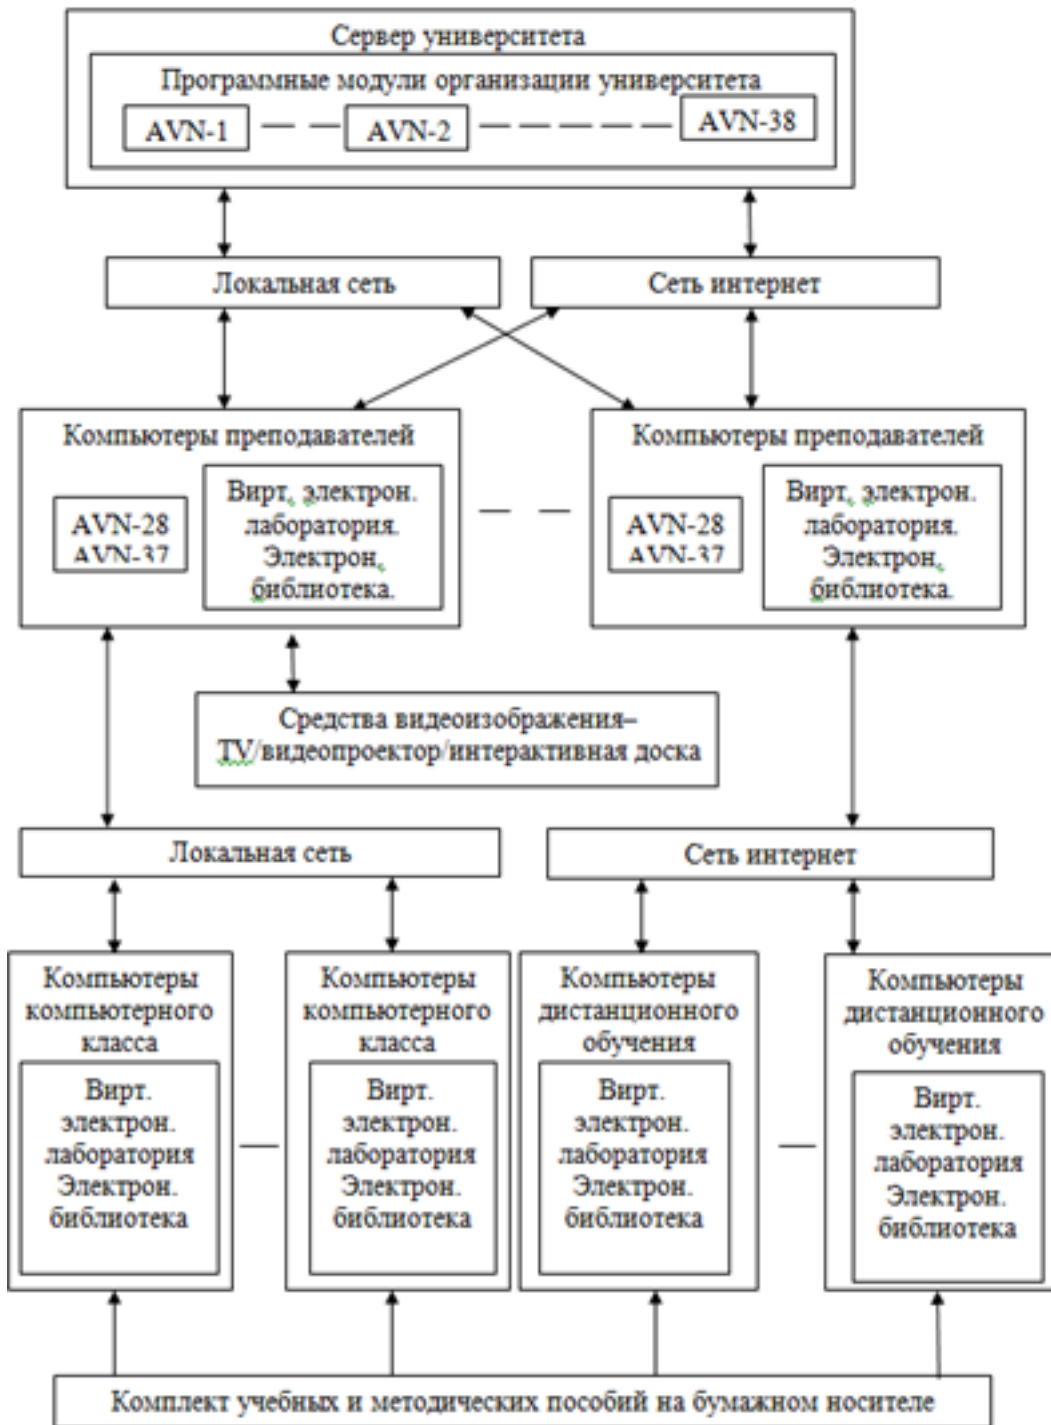 Сервер университета
Программные модули организации университета
AVN-1
AVN-2
AVN-38
Локальная сеть
Сеть интернет
Компьютеры преподавателей
AVN-28
AVN-37
Вирт. электрон.
лаборатория.
Электрон.
библиотека.
Компьютеры преподавателей
AVN-28
AVN-37
Вирт. электрон.
лаборатория.
Электрон.
библиотека.
Средства видеоизображения–
TV/видеопроектор/интерактивная доска
Локальная сеть
Сеть интернет
Компьютеры
компьютерного
класса
Вирт.
электрон.
лаборатория
Электрон.
библиотека
Компьютеры
компьютерного
класса
Вирт.
электрон.
лаборатория
Электрон.
библиотека
Компьютеры
дистанционного
обучения
Вирт.
электрон.
лаборатория
Электрон.
библиотека
Компьютеры
дистанционного
обучения
Вирт.
электрон.
лаборатория
Электрон.
библиотека
Комплект учебных и методических пособий на бумажном носителе